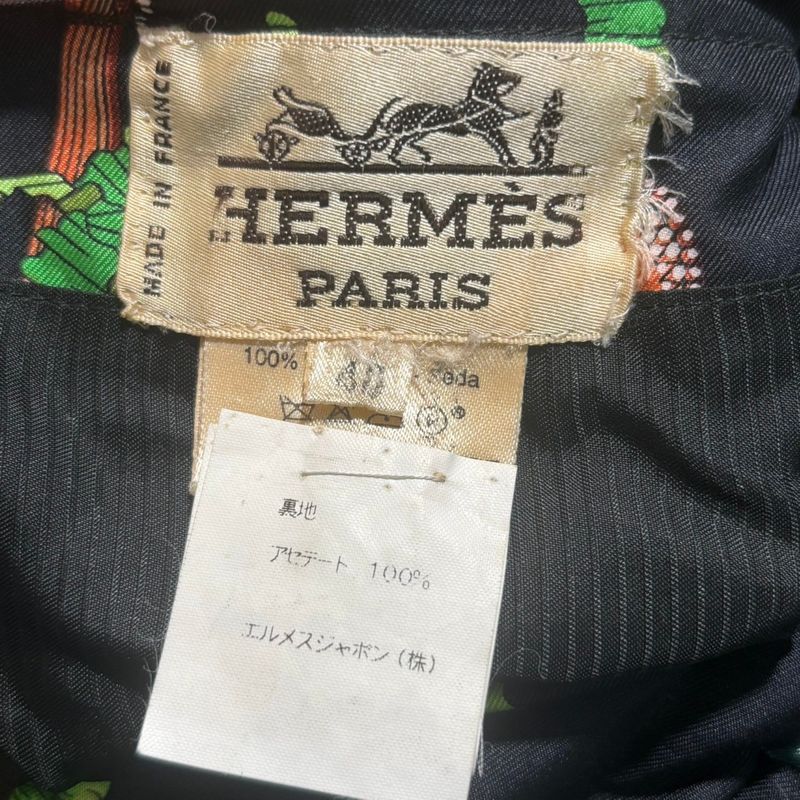 MADE IN FRANCE
HERMÈS
PARIS
100%
Seda
裏地
アセテート 100%
エルメスジャポン(株)